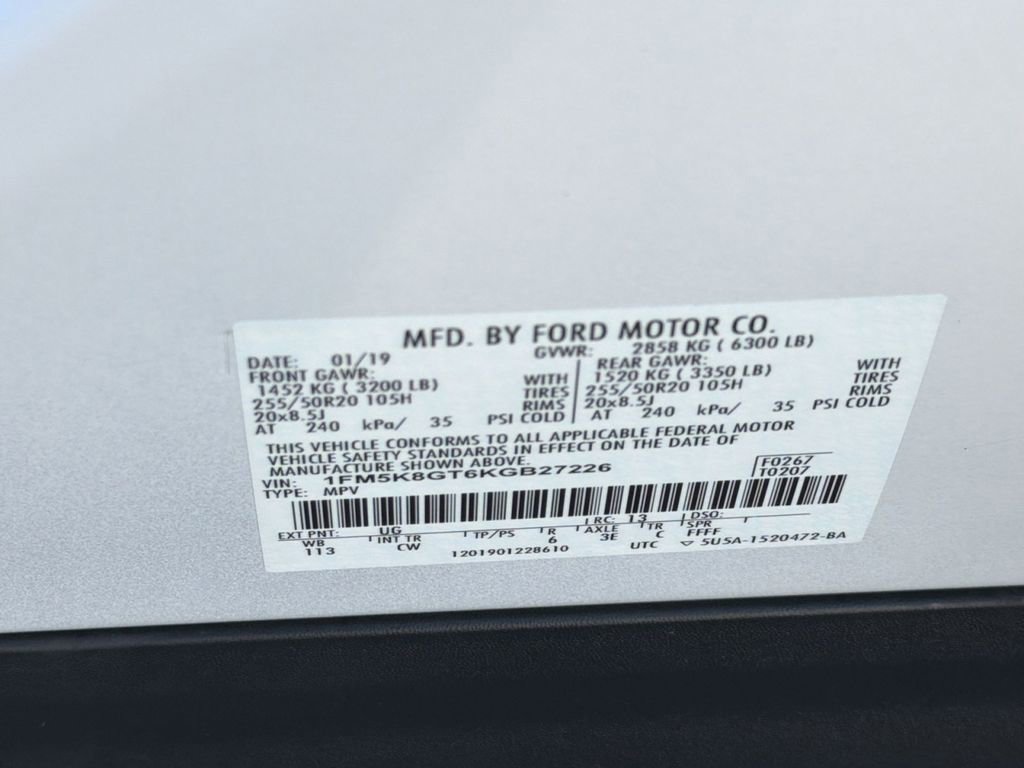 MFD. BY FORD MOTOR CO.
DATE: 01/19 GVWR: 2858 KG ( 6300 LB)
FRONT GAWR: REAR GAWR:
1452 KG ( 3200 LB) WITH 1520 KG ( 3350 LB) WITH
255/50R20 105H TIRES 255/50R20 105H TIRES
20x8.5J RIMS 20x8.5J RIMS
AT 240 kPa/ 35 PSI COLD AT 240 kPa/ 35 PSI COLD
THIS VEHICLE CONFORMS TO ALL APPLICABLE FEDERAL MOTOR
VEHICLE SAFETY STANDARDS IN EFFECT ON THE DATE OF
MANUFACTURE SHOWN ABOVE.
VIN: 1FM5K8GT6KGB27226 F0267
TYPE: MPV T0207
EXT PNT: UG RC: 13 DSO:
WB INT TR TP/PS R AXLE TR SPR
113 CW 6 3E C FFFF
1201901228610 UTC ▽ 5U5A-1520472-BA